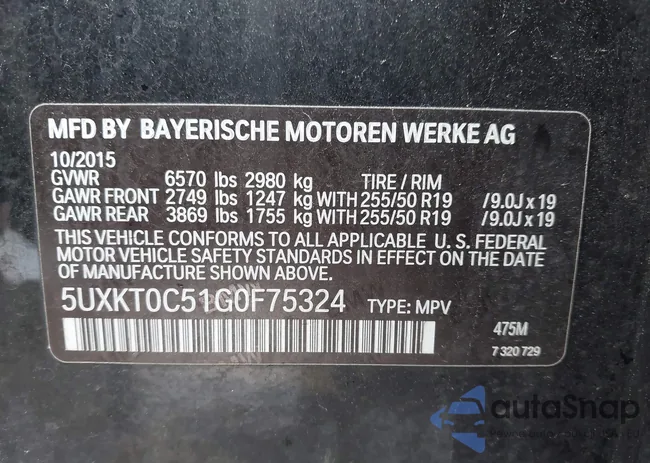 MFD BY BAYERISCHE MOTOREN WERKE AG
10/2015
GVWR 6570 lbs 2980 kg TIRE / RIM
GAWR FRONT 2749 lbs 1247 kg WITH 255/50 R19 /9.0J x 19
GAWR REAR 3869 lbs 1755 kg WITH 255/50 R19 /9.0J x 19
THIS VEHICLE CONFORMS TO ALL APPLICABLE U. S. FEDERAL
MOTOR VEHICLE SAFETY STANDARDS IN EFFECT ON THE
DATE OF MANUFACTURE SHOWN ABOVE.
5UXKT0C51G0F75324 TYPE: MPV
475M
7 320 729
autoSnap